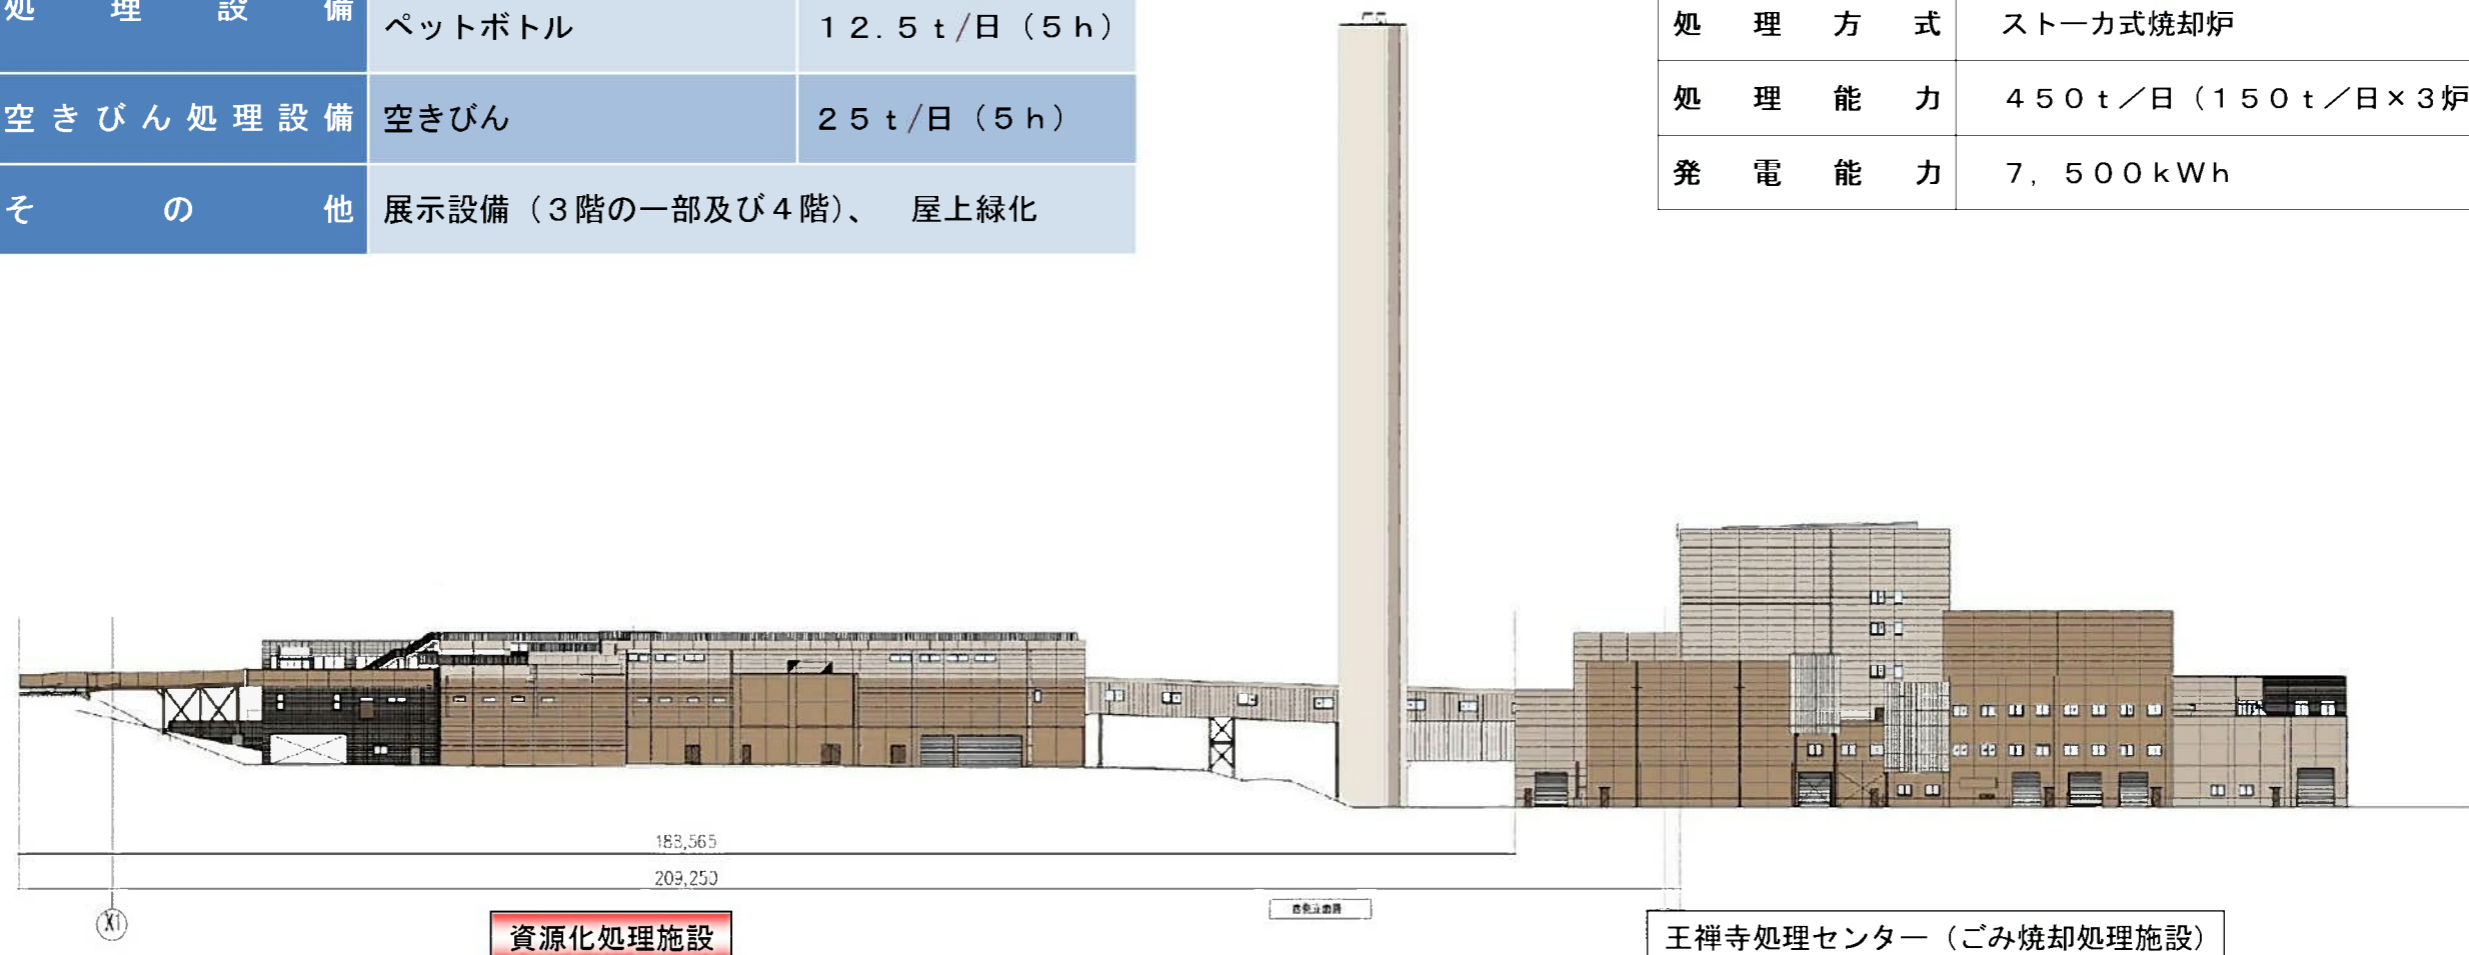 処理設備
ペットボトル
１２．５ｔ/日（５ｈ）
空きびん処理設備
空きびん
２５ｔ/日（５ｈ）
その他
展示設備（３階の一部及び４階）、　屋上緑化
処理方式
ストーカ式焼却炉
処理能力
４５０ｔ／日（１５０ｔ／日×３炉
発電能力
７，５００ｋＷｈ
183,565
209,250
X1
資源化処理施設
王禅寺処理センター（ごみ焼却処理施設）